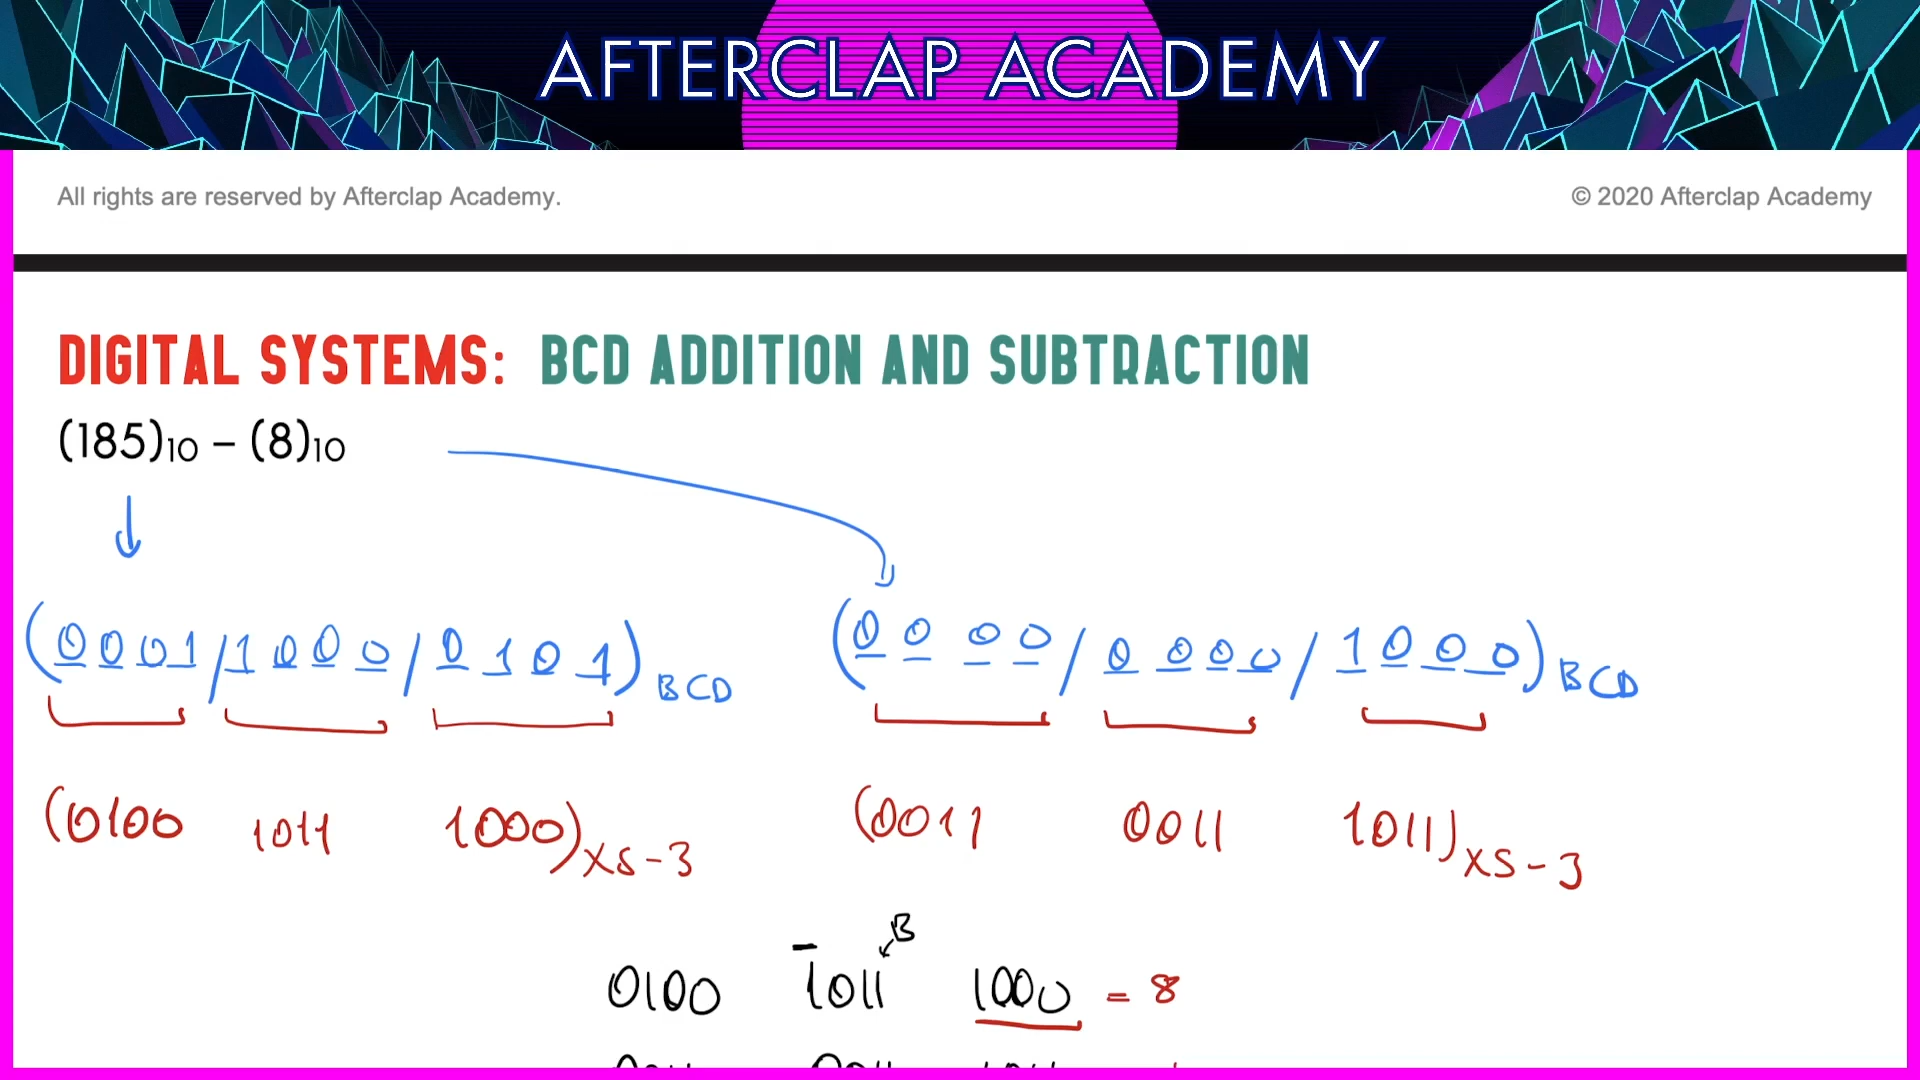 AFTERCLAP ACADEMY
All rights are reserved by Afterclap Academy. © 2020 Afterclap Academy
DIGITAL SYSTEMS: BCD ADDITION AND SUBTRACTION
(185)₁₀ – (8)₁₀
(0001/1000/0101)BCD (0000/0000/1000)BCD
(0100 1011 1000)XS-3 (0011 0011 1011)XS-3
B
0100 1011 1000 = 8